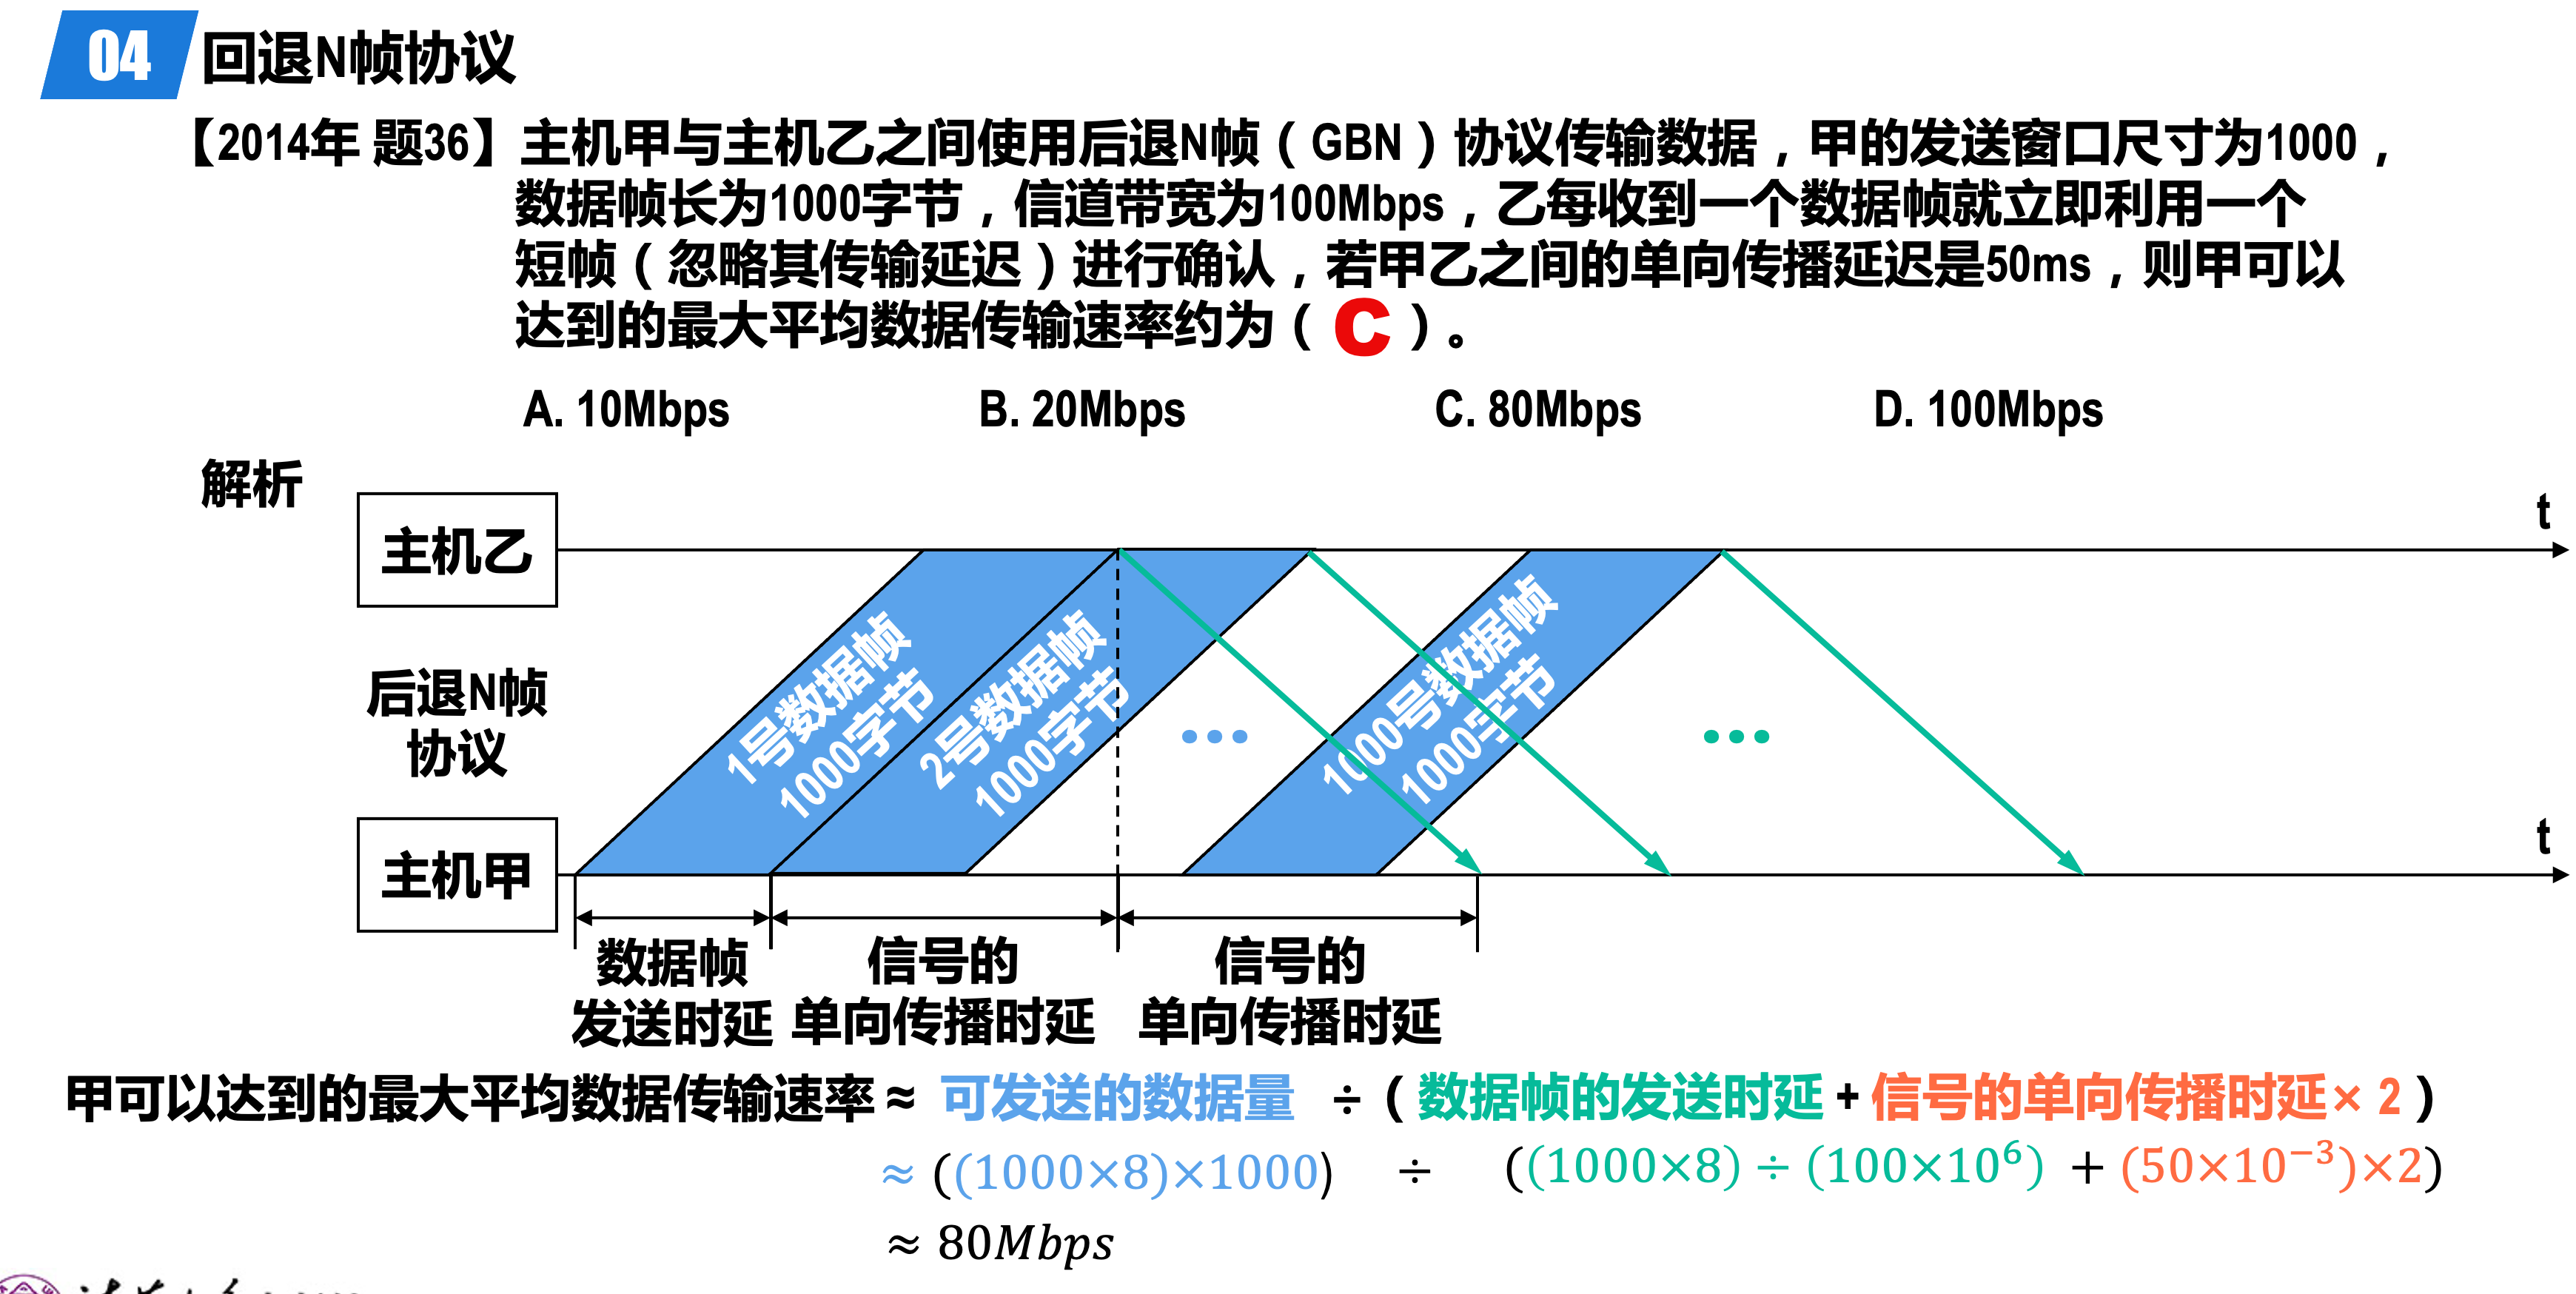 04 回退N帧协议
【2014年 题36】主机甲与主机乙之间使用后退N帧（GBN）协议传输数据，甲的发送窗口尺寸为1000，
数据帧长为1000字节，信道带宽为100Mbps，乙每收到一个数据帧就立即利用一个
短帧（忽略其传输延迟）进行确认，若甲乙之间的单向传播延迟是50ms，则甲可以
达到的最大平均数据传输速率约为（ C ）。
A. 10Mbps B. 20Mbps C. 80Mbps D. 100Mbps
解析
主机乙
t
1号数据帧
1000字节
2号数据帧
1000字节
…
1000号数据帧
1000字节
…
后退N帧
协议
主机甲
t
数据帧
发送时延
信号的
单向传播时延
信号的
单向传播时延
甲可以达到的最大平均数据传输速率 ≈ 可发送的数据量 ÷（数据帧的发送时延 + 信号的单向传播时延× 2 ）
≈ ((1000×8)×1000) ÷ ((1000×8) ÷ (100×10⁶) + (50×10⁻³)×2)
≈ 80Mbps